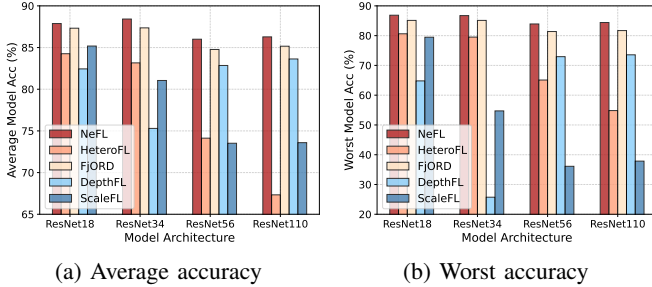 Average Model Acc (%)
90
85
80
75
70
65
NeFL
HeteroFL
FjORD
DepthFL
ScaleFL
ResNet18 ResNet34 ResNet56 ResNet110
Model Architecture
(a) Average accuracy
Worst Model Acc (%)
90
80
70
60
50
40
30
20
NeFL
HeteroFL
FjORD
DepthFL
ScaleFL
ResNet18 ResNet34 ResNet56 ResNet110
Model Architecture
(b) Worst accuracy